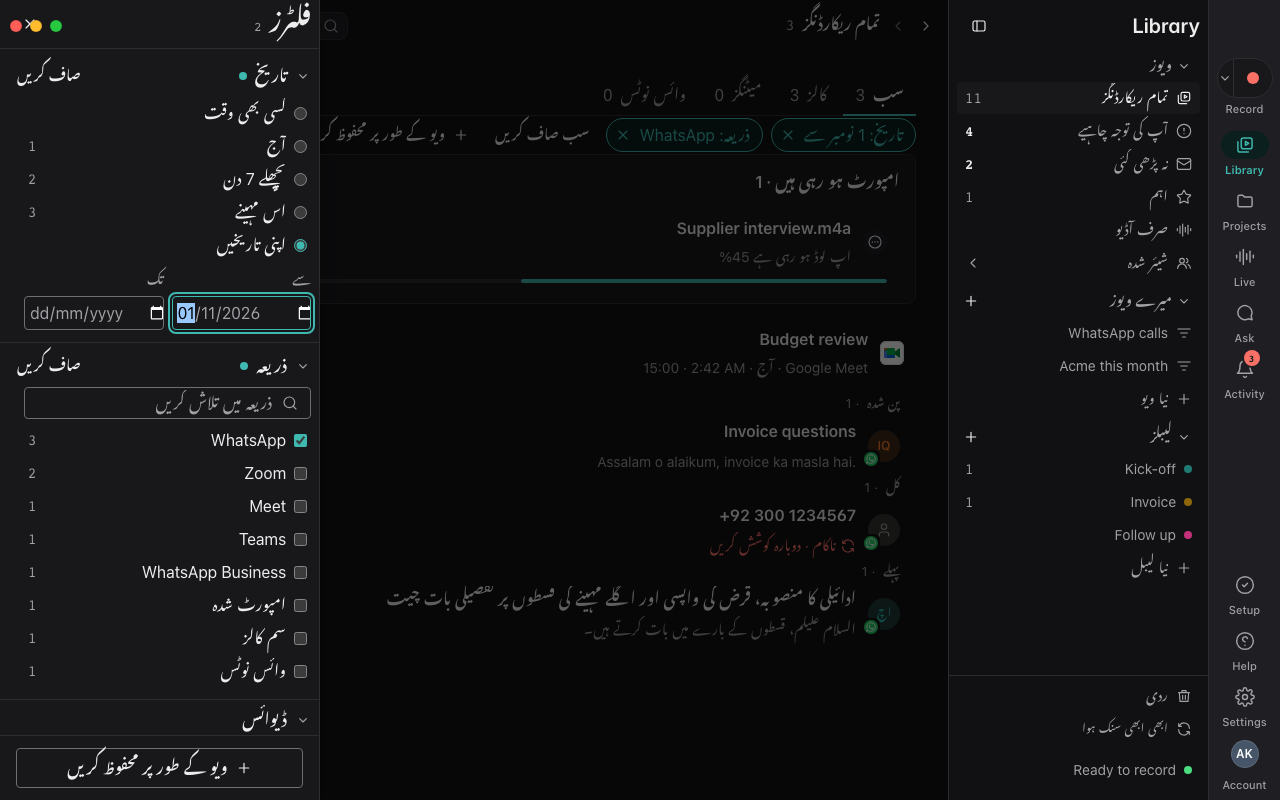 Library
ویوز
تمام ریکارڈنگز 11
آپ کی توجہ چاہیے 4
نہ پڑھی گئی 2
اہم 1
صرف آڈیو
شیئر شدہ
میرے ویوز
WhatsApp calls
Acme this month
نیا ویو
لیبلز
Kick-off 1
Invoice 1
Follow up
نیا لیبل
ردی
ابھی ابھی سنک ہوا
Ready to record
Record
Library
Projects
Live
Ask
3
Activity
Setup
Help
Settings
AK
Account
تمام ریکارڈنگز 3
سب 3
کالز 3
میٹنگز 0
وائس نوٹس 0
تاریخ: 1 نومبر سے
ذریعہ: WhatsApp
سب صاف کریں
ویو کے طور پر محفوظ کر
امپورٹ ہو رہی ہیں · 1
Supplier interview.m4a
اپ لوڈ ہو رہی ہے 45%
Budget review
15:00 · 2:42 AM · آج · Google Meet
پن شدہ · 1
IQ
Invoice questions
Assalam o alaikum, invoice ka masla hai.
کل · 1
+92 300 1234567
ناکام · دوبارہ کوشش کریں
پہلے · 1
اچ
ادائیلی کا منصوبہ، قرض کی واپسی اور اگلے مہینے کی قسطوں پر تفصیلی بات چیت
السلام علیکم، قسطوں کے بارے میں بات کرتے ہیں۔
فلٹرز 2
تاریخ
صاف کریں
کسی بھی وقت
آج 1
پچھلے 7 دن 2
اس مہینے 3
اپنی تاریخیں
سے
تک
01/11/2026
dd/mm/yyyy
ذریعہ
صاف کریں
ذریعہ میں تلاش کریں
WhatsApp 3
Zoom 2
Meet 1
Teams 1
WhatsApp Business 1
امپورٹ شدہ 1
سم کالز 1
وائس نوٹس 1
ڈیوائس
ویو کے طور پر محفوظ کریں